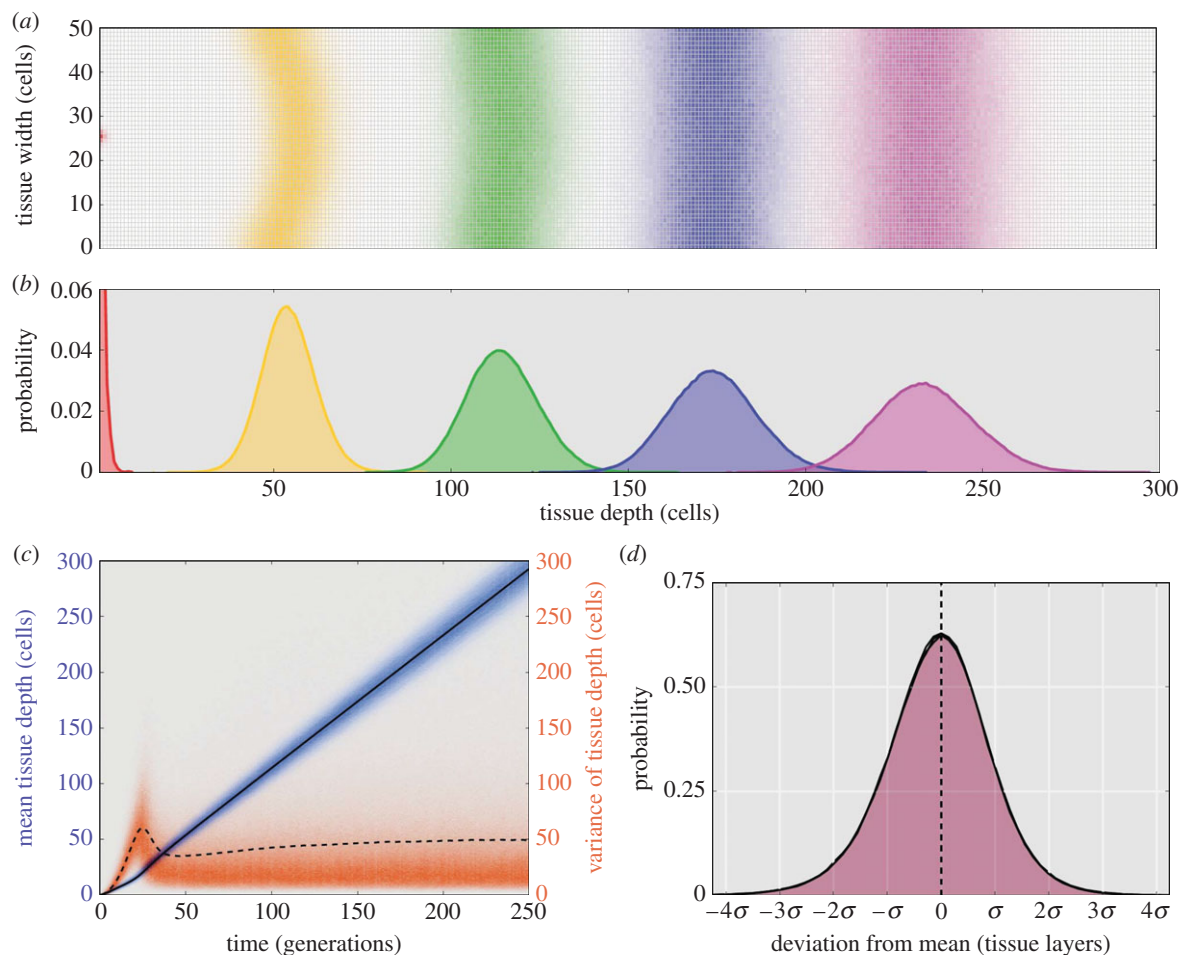 (a)
50
40
30
20
10
0
tissue width (cells)
(b)
0.06
0.04
0.02
0
probability
50 100 150 200 250 300
tissue depth (cells)
(c)
300
250
200
150
100
50
0
mean tissue depth (cells)
300
250
200
150
100
50
0
variance of tissue depth (cells)
0 50 100 150 200 250
time (generations)
(d)
0.75
0.50
0.25
0
probability
−4σ −3σ −2σ −σ 0 σ 2σ 3σ 4σ
deviation from mean (tissue layers)